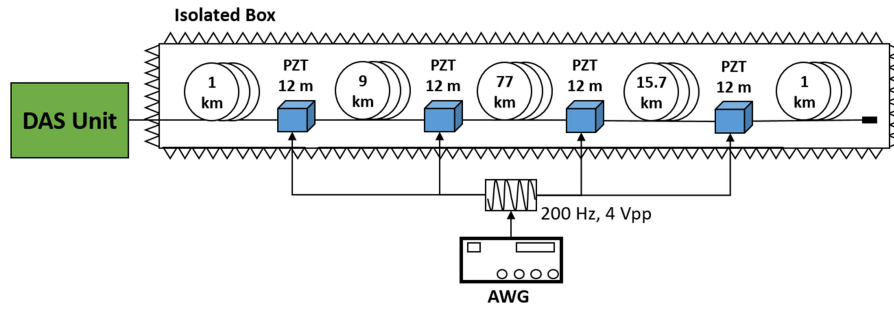 Isolated Box
DAS Unit
1
km
PZT
12 m
9
km
PZT
12 m
77
km
PZT
12 m
15.7
km
PZT
12 m
1
km
200 Hz, 4 Vpp
AWG